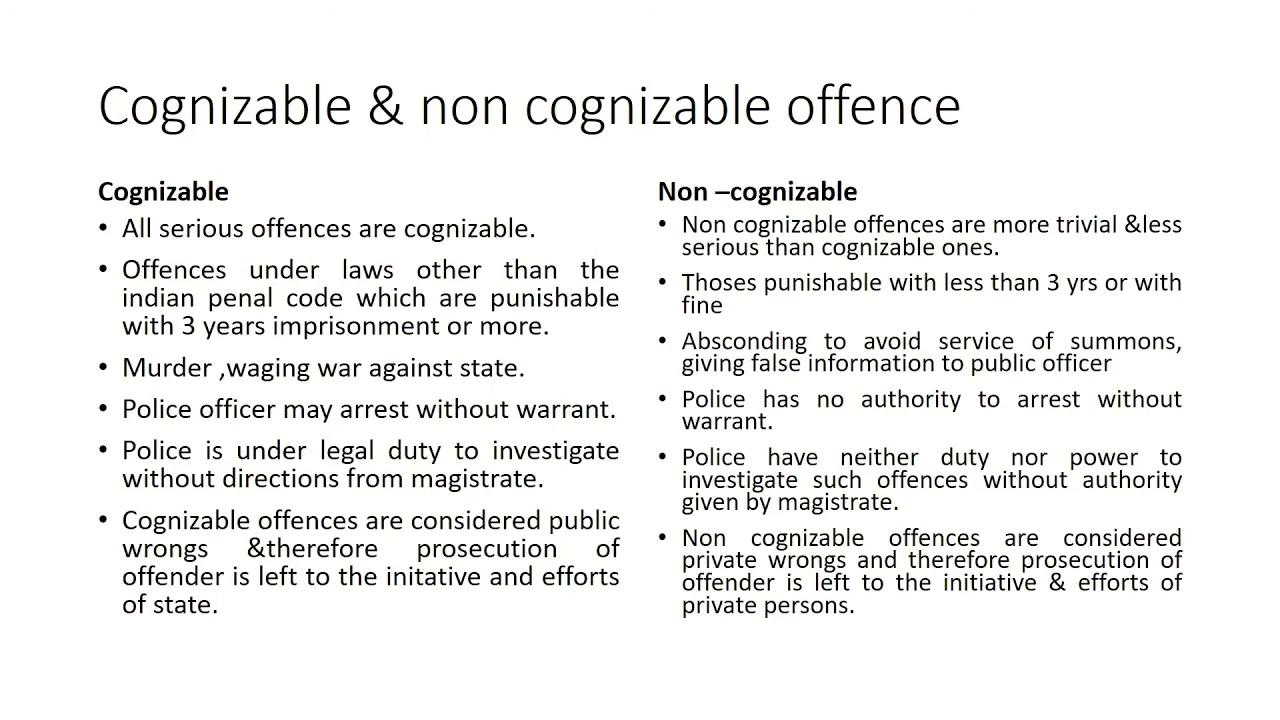 Cognizable & non cognizable offence
Cognizable
• All serious offences are cognizable.
• Offences under laws other than the
indian penal code which are punishable
with 3 years imprisonment or more.
• Murder ,waging war against state.
• Police officer may arrest without warrant.
• Police is under legal duty to investigate
without directions from magistrate.
• Cognizable offences are considered public
wrongs &therefore prosecution of
offender is left to the initative and efforts
of state.
Non –cognizable
• Non cognizable offences are more trivial &less
serious than cognizable ones.
• Thoses punishable with less than 3 yrs or with
fine
• Absconding to avoid service of summons,
giving false information to public officer
• Police has no authority to arrest without
warrant.
• Police have neither duty nor power to
investigate such offences without authority
given by magistrate.
• Non cognizable offences are considered
private wrongs and therefore prosecution of
offender is left to the initiative & efforts of
private persons.